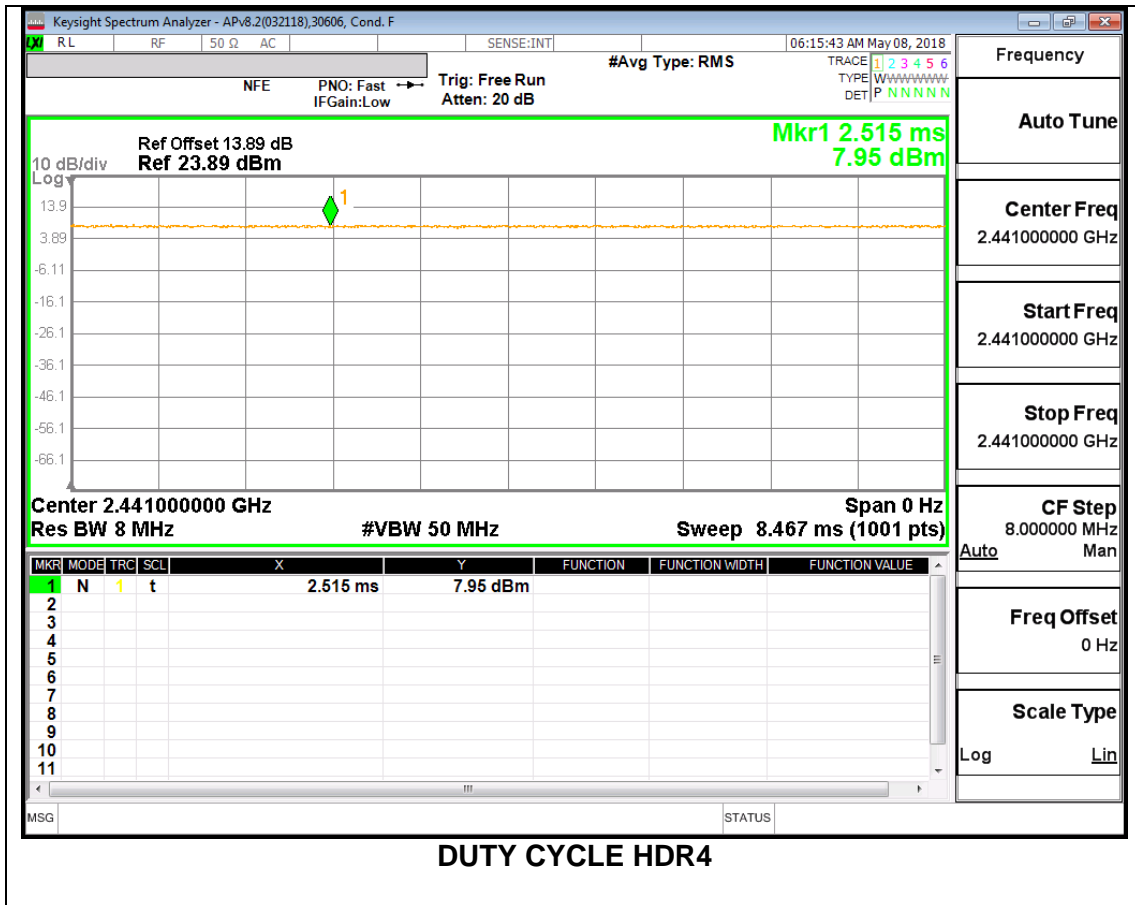 Keysight Spectrum Analyzer - APv8.2(032118),30606, Cond. F
LXI RL RF 50 Ω AC SENSE:INT 06:15:43 AM May 08, 2018
#Avg Type: RMS
TRACE 1 2 3 4 5 6
TYPE WWWWWW
DET P N N N N N
NFE
PNO: Fast
IFGain:Low
Trig: Free Run
Atten: 20 dB
Mkr1 2.515 ms
7.95 dBm
Ref Offset 13.89 dB
10 dB/div Ref 23.89 dBm
Log
1
13.9
3.89
-6.11
-16.1
-26.1
-36.1
-46.1
-56.1
-66.1
Center 2.441000000 GHz Span 0 Hz
Res BW 8 MHz #VBW 50 MHz Sweep 8.467 ms (1001 pts)
MKR MODE TRC SCL X Y FUNCTION FUNCTION WIDTH FUNCTION VALUE
1 N 1 t 2.515 ms 7.95 dBm
2
3
4
5
6
7
8
9
10
11
MSG STATUS
Frequency
Auto Tune
Center Freq
2.441000000 GHz
Start Freq
2.441000000 GHz
Stop Freq
2.441000000 GHz
CF Step
8.000000 MHz
Auto Man
Freq Offset
0 Hz
Scale Type
Log Lin
DUTY CYCLE HDR4